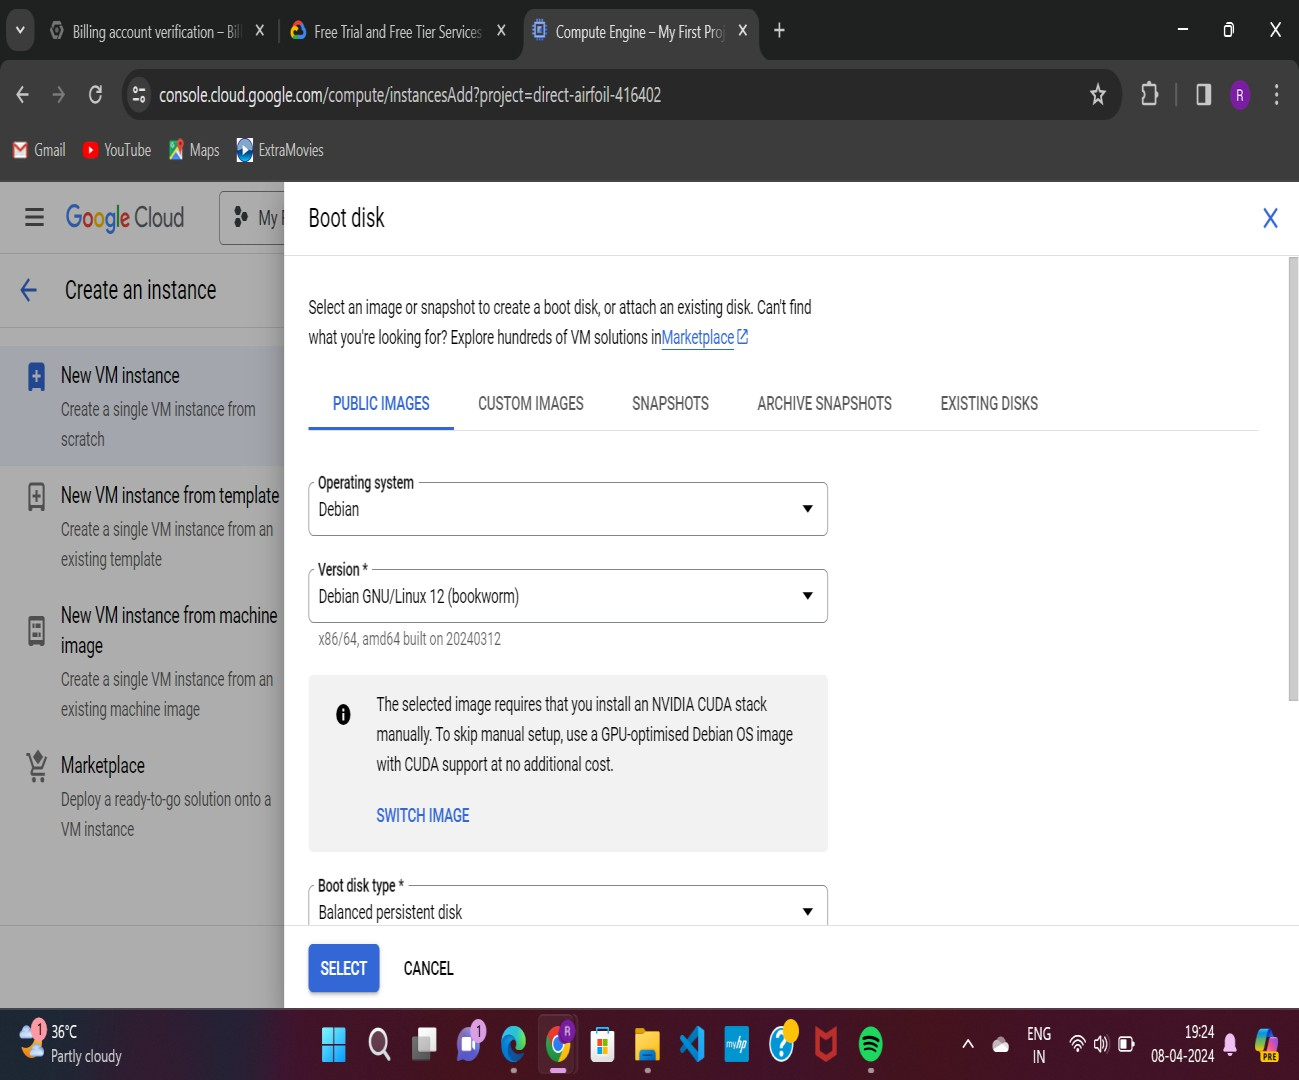 Billing account verification – Bil
Free Trial and Free Tier Services
Compute Engine – My First Proj
console.cloud.google.com/compute/instancesAdd?project=direct-airfoil-416402
R
Gmail
YouTube
Maps
ExtraMovies
Google Cloud
My F
Create an instance
New VM instance
Create a single VM instance from
scratch
New VM instance from template
Create a single VM instance from an
existing template
New VM instance from machine
image
Create a single VM instance from an
existing machine image
Marketplace
Deploy a ready-to-go solution onto a
VM instance
Boot disk
Select an image or snapshot to create a boot disk, or attach an existing disk. Can't find
what you're looking for? Explore hundreds of VM solutions inMarketplace
PUBLIC IMAGES
CUSTOM IMAGES
SNAPSHOTS
ARCHIVE SNAPSHOTS
EXISTING DISKS
Operating system
Debian
Version *
Debian GNU/Linux 12 (bookworm)
x86/64, amd64 built on 20240312
The selected image requires that you install an NVIDIA CUDA stack
manually. To skip manual setup, use a GPU-optimised Debian OS image
with CUDA support at no additional cost.
SWITCH IMAGE
Boot disk type *
Balanced persistent disk
SELECT
CANCEL
1
36°C
Partly cloudy
1
R
myhp
ENG
IN
19:24
08-04-2024
PRE